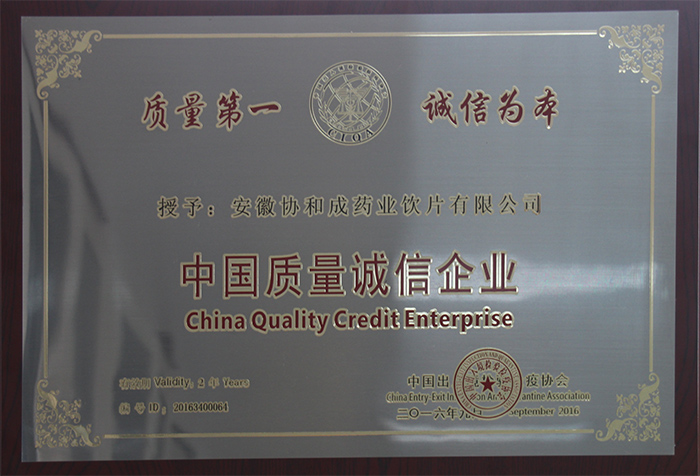 质量第一 CIQA 诚信为本
授予：安徽协和成药业饮片有限公司
中国质量诚信企业
China Quality Credit Enterprise
有效期 Validity: 2 年 Years
编 号 ID: 20163400064
中国出 疫协会
China Entry-Exit In on An antine Association
二〇一六年九 September 2016